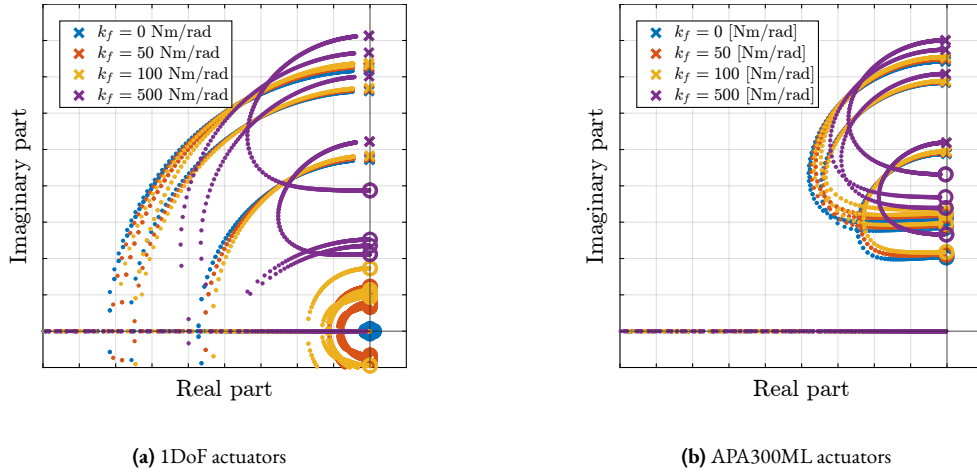 k_f = 0 Nm/rad
k_f = 50 Nm/rad
k_f = 100 Nm/rad
k_f = 500 Nm/rad
Imaginary part
Real part
(a) 1DoF actuators
k_f = 0 [Nm/rad]
k_f = 50 [Nm/rad]
k_f = 100 [Nm/rad]
k_f = 500 [Nm/rad]
Imaginary part
Real part
(b) APA300ML actuators